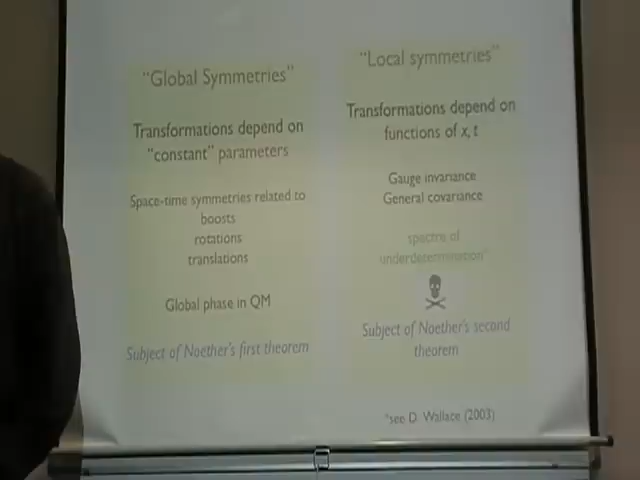 "Global Symmetries"
Transformations depend on
"constant" parameters
Space-time symmetries related to
boosts
rotations
translations
Global phase in QM
Subject of Noether's first theorem
"Local symmetries"
Transformations depend on
functions of x, t
Gauge invariance
General covariance
spectre of
underdetermination*
Subject of Noether's second
theorem
*see D. Wallace (2003)